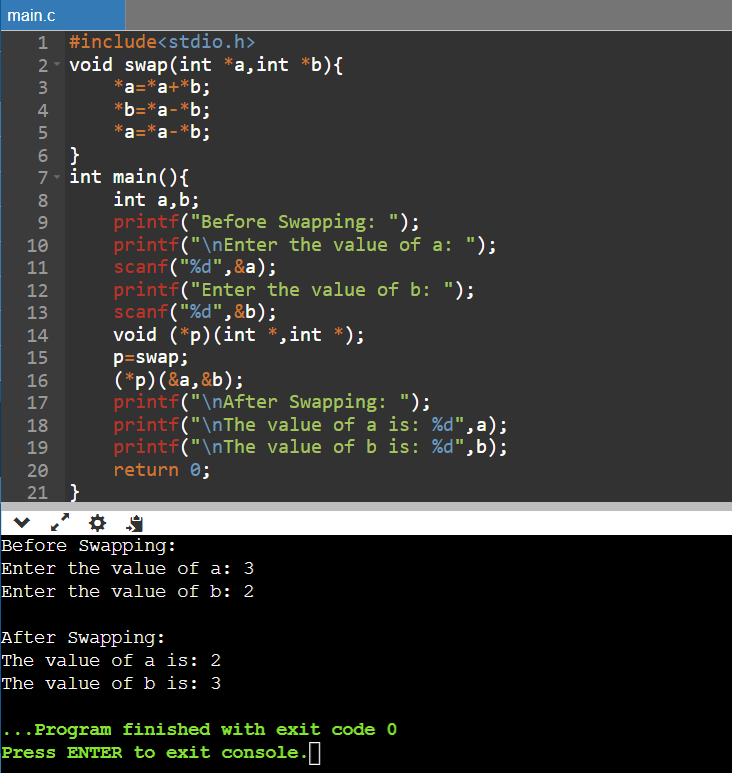 main.c
1 #include<stdio.h>
2 void swap(int *a,int *b){
3     *a=*a+*b;
4     *b=*a-*b;
5     *a=*a-*b;
6 }
7 int main(){
8     int a,b;
9     printf("Before Swapping: ");
10     printf("\nEnter the value of a: ");
11     scanf("%d",&a);
12     printf("Enter the value of b: ");
13     scanf("%d",&b);
14     void (*p)(int *,int *);
15     p=swap;
16     (*p)(&a,&b);
17     printf("\nAfter Swapping: ");
18     printf("\nThe value of a is: %d",a);
19     printf("\nThe value of b is: %d",b);
20     return 0;
21 }
Before Swapping:
Enter the value of a: 3
Enter the value of b: 2
After Swapping:
The value of a is: 2
The value of b is: 3
...Program finished with exit code 0
Press ENTER to exit console.